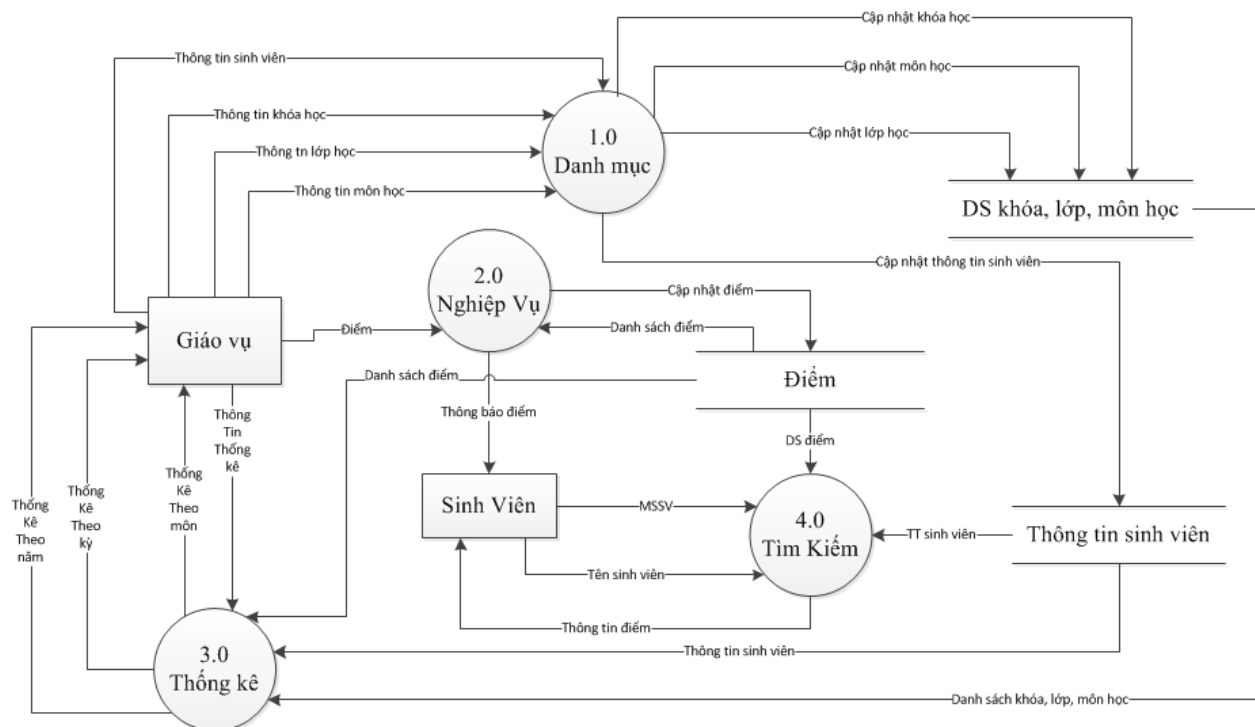 Cập nhật khóa học
Thông tin sinh viên
Cập nhật môn học
Thông tin khóa học
Cập nhật lớp học
1.0
Danh mục
Thông tn lớp học
Thông tin môn học
DS khóa, lớp, môn học
Cập nhật thông tin sinh viên
2.0
Nghiệp Vụ
Cập nhật điểm
Giáo vụ
Điểm
Danh sách điểm
Danh sách điểm
Điểm
Thông
Tin
Thống
kê
Thông báo điểm
DS điểm
Thống
Kê
Theo
năm
Thống
Kê
Theo
kỳ
Thống
Kê
Theo
môn
Sinh Viên
MSSV
4.0
Tìm Kiếm
TT sinh viên
Thông tin sinh viên
Tên sinh viên
Thông tin điểm
3.0
Thống kê
Thông tin sinh viên
Danh sách khóa, lớp, môn học